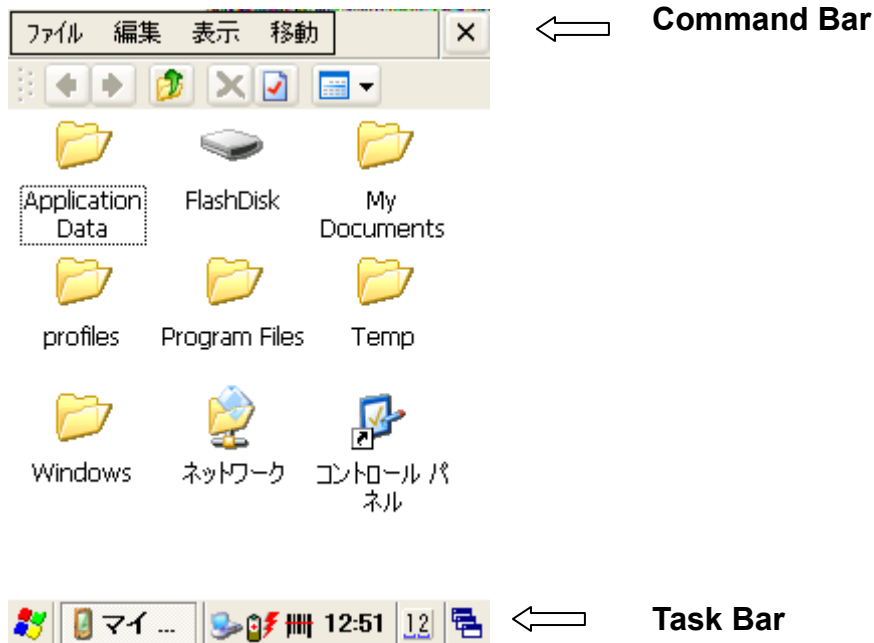 ファイル 編集 表示 移動
Command Bar
Application
Data
FlashDisk
My
Documents
profiles
Program Files
Temp
Windows
ネットワーク
コントロール パ
ネル
マイ ...
12:51
12
Task Bar